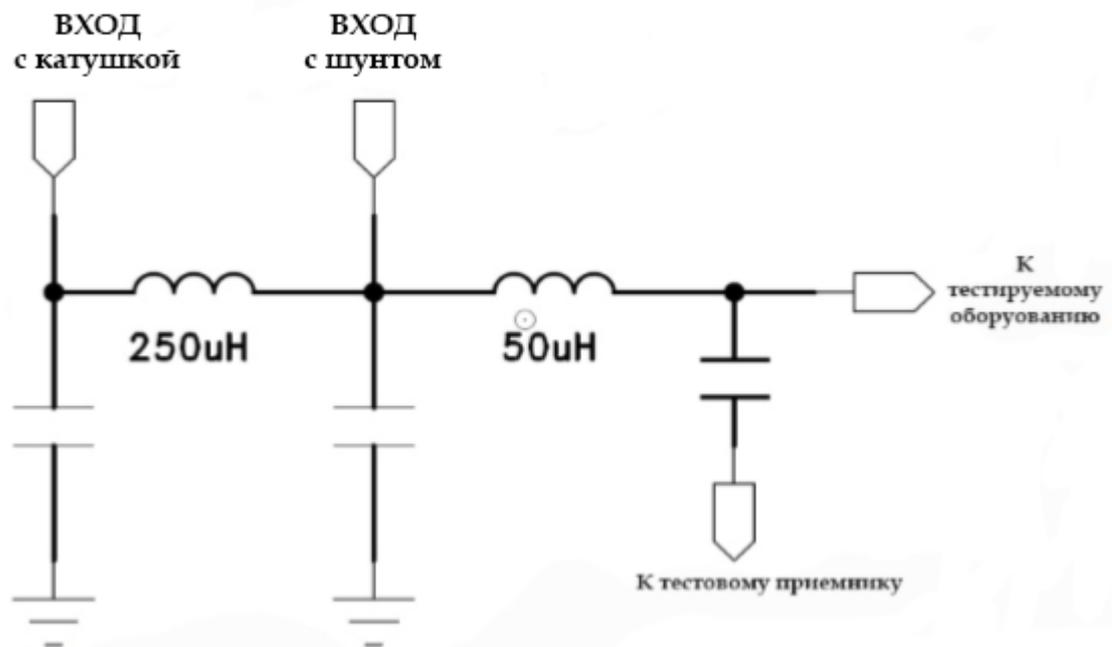 ВХОД
с катушкой
ВХОД
с шунтом
250uH
50uH
К
тестируемому
оборуованию
К тестовому приемнику